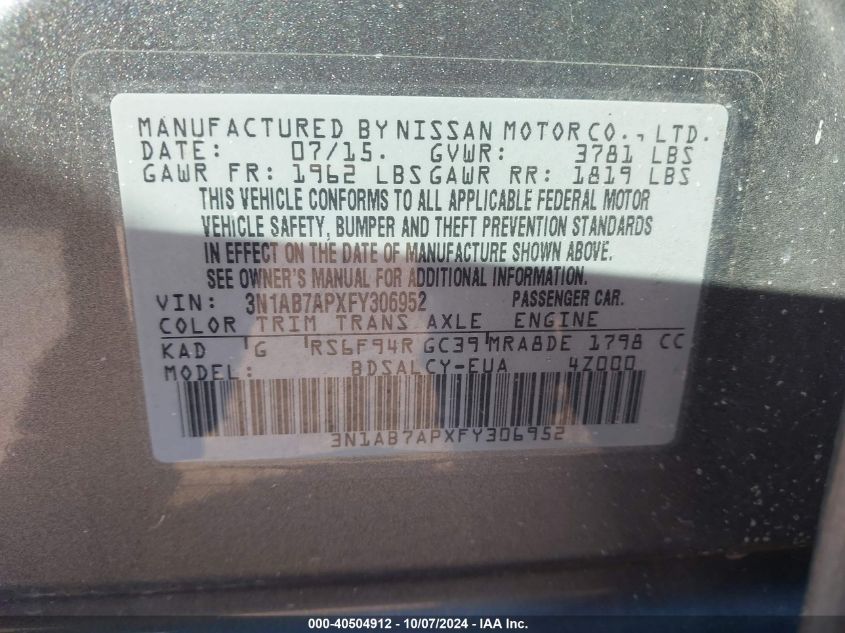 MANUFACTURED BY NISSAN MOTOR CO., LTD.
DATE: 07/15. GVWR: 3781 LBS
GAWR FR: 1962 LBS GAWR RR: 1819 LBS
THIS VEHICLE CONFORMS TO ALL APPLICABLE FEDERAL MOTOR
VEHICLE SAFETY, BUMPER AND THEFT PREVENTION STANDARDS
IN EFFECT ON THE DATE OF MANUFACTURE SHOWN ABOVE.
SEE OWNER'S MANUAL FOR ADDITIONAL INFORMATION.
VIN: 3N1AB7APXFY306952 PASSENGER CAR.
COLOR TRIM TRANS AXLE ENGINE
KAD G RS6F94R GC39 MRA8DE 1798 CC
MODEL: BDSALCY-EUA 4Z000
3N1AB7APXFY306952
000-40504912 - 10/07/2024 - IAA Inc.